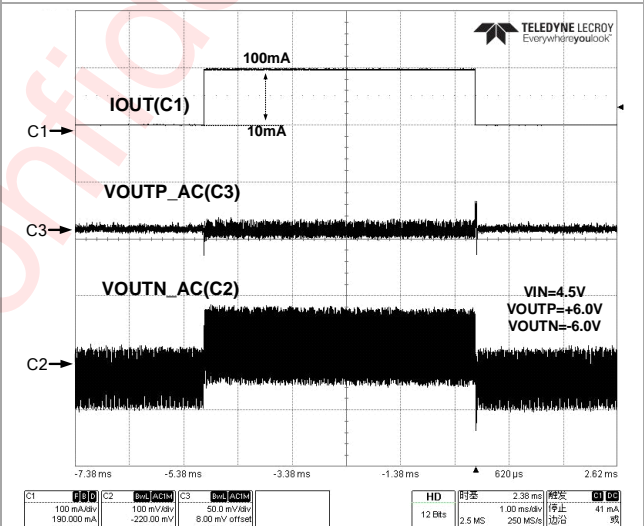 TELEDYNE LECROY
Everywhereyoulook
100mA
IOUT(C1)
C1
10mA
VOUTP_AC(C3)
C3
VOUTN_AC(C2)
VIN=4.5V
VOUTP=+6.0V
VOUTN=-6.0V
C2
-7.38 ms -5.38 ms -3.38 ms -1.38 ms 620 µs 2.62 ms
C1 F B D C2 BwL AC1M C3 BwL AC1M HD 时基 2.38 ms 触发 C1 DC
100 mA/div 100 mV/div 50.0 mV/div 12 Bits 1.00 ms/div 停止 41 mA
190.000 mA -220.00 mV 8.00 mV offset 2.5 MS 250 MS/s 边沿 或